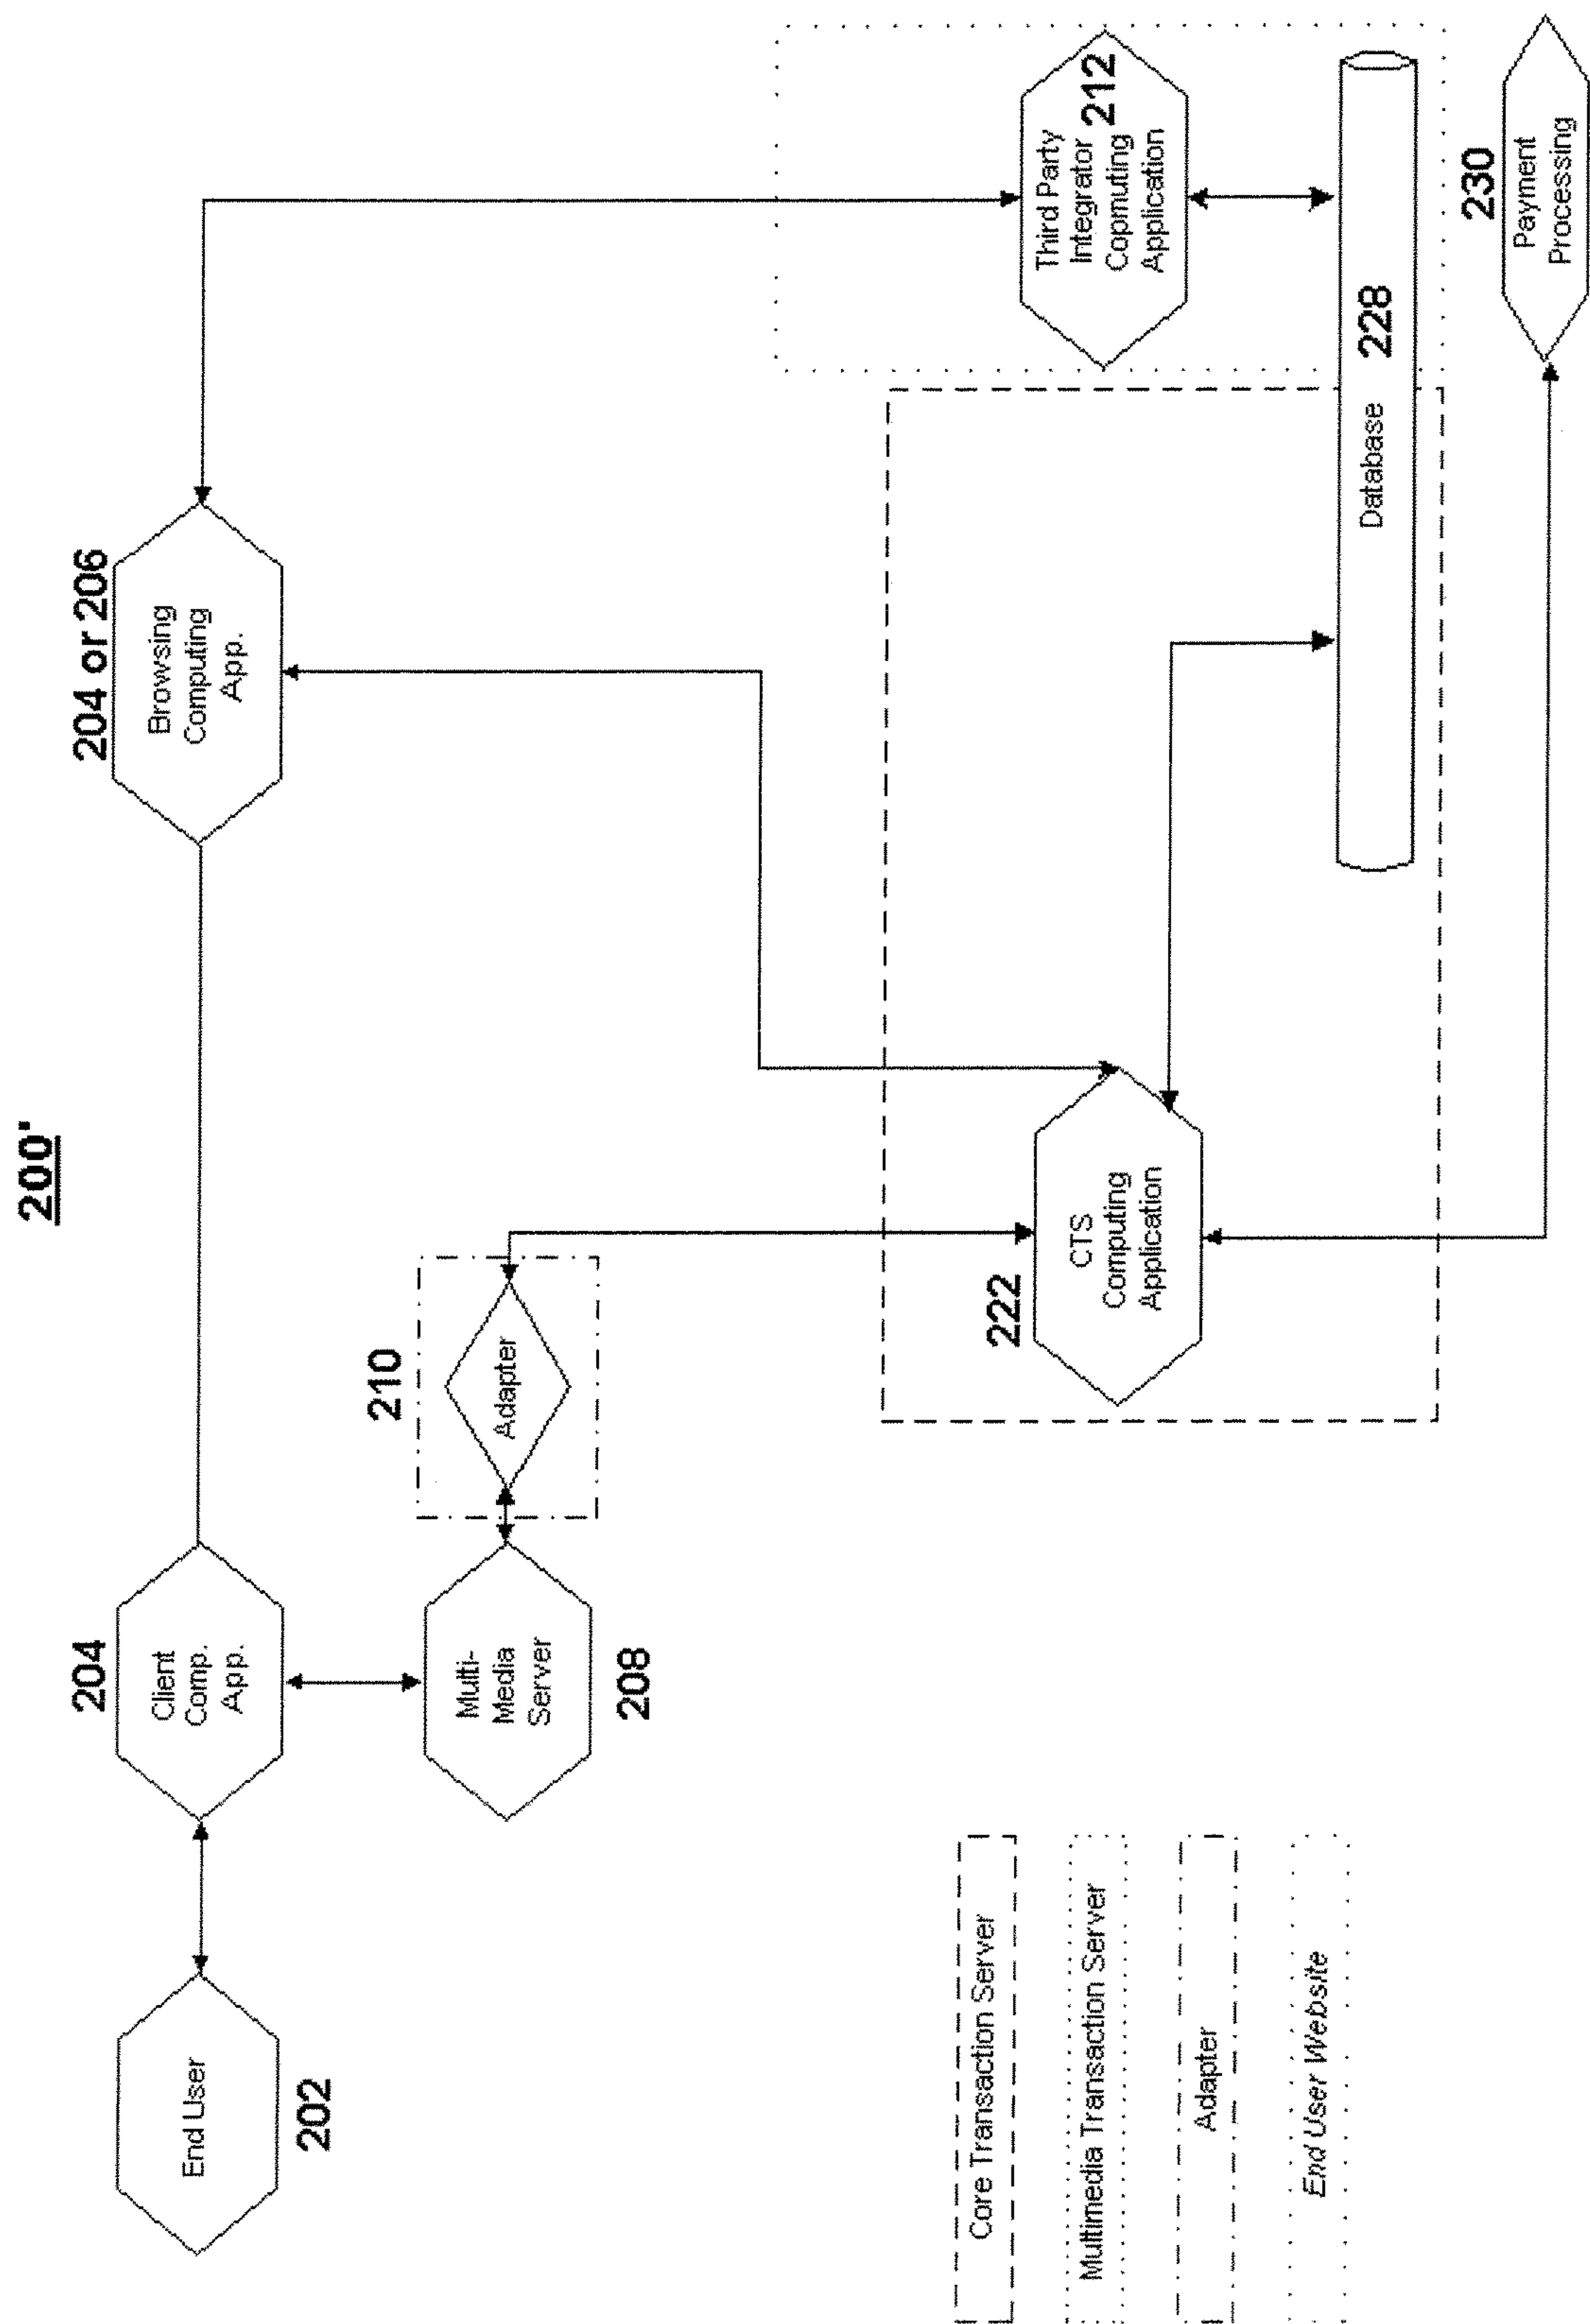 200'
204 or 206
Browsing
Computing
App.
204
Client
Comp.
App.
End User
202
210
Adapter
Multi-
Media
Server
208
222
CTS
Computing
Application
Third Party
Integrator
212
Copmuting
Application
Database
228
230
Payment
Processing
Core Transaction Server
Multimedia Transaction Server
Adapter
End User Website